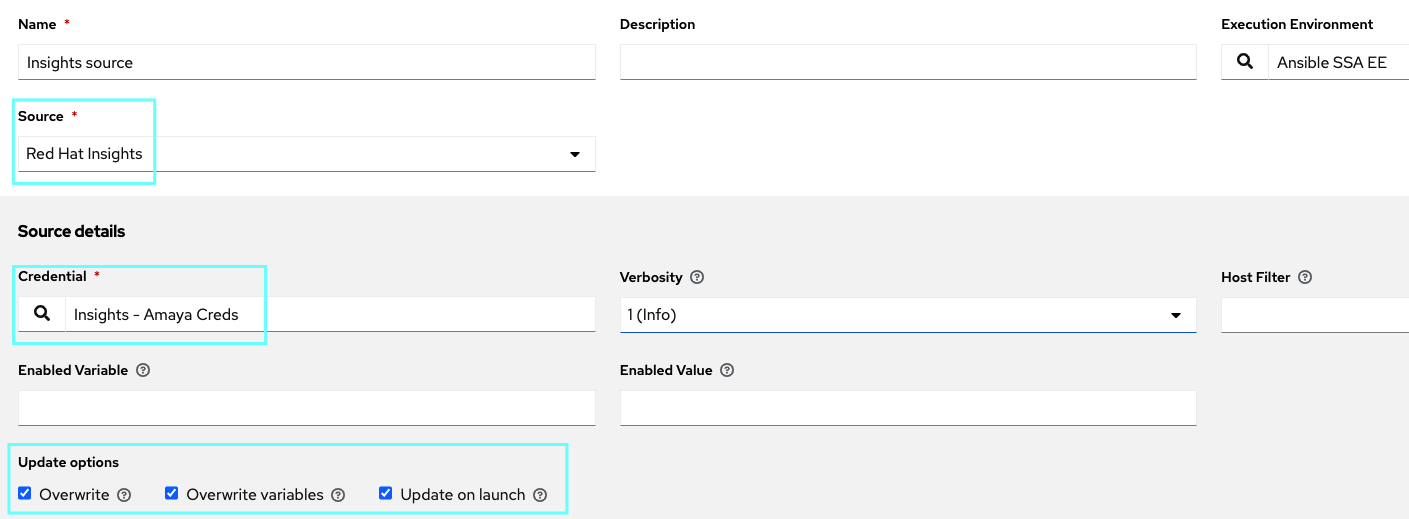 Name *
Description
Execution Environment
Insights source
Ansible SSA EE
Source *
Red Hat Insights
Source details
Credential *
Verbosity
Host Filter
Insights - Amaya Creds
1 (Info)
Enabled Variable
Enabled Value
Update options
Overwrite
Overwrite variables
Update on launch